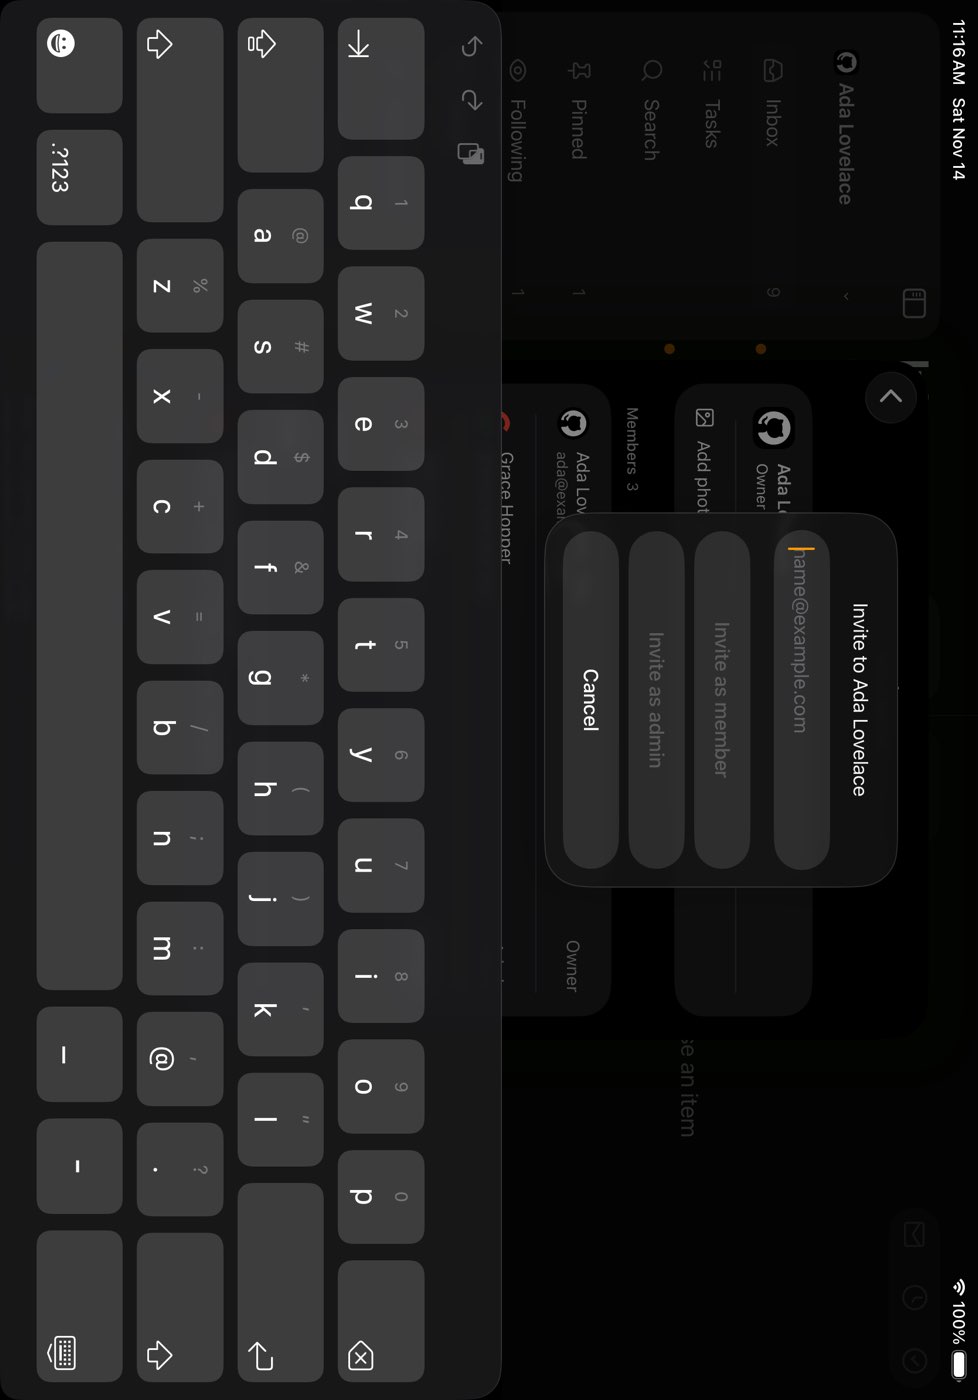 11:16 AM Sat Nov 14
100%
Ada Lovelace
Inbox 9
Tasks
Search
Pinned 1
Following 1
Owner
Add phot
Members 3
Ada Lov
ada@exar
Owner
Grace Hopper
se an item
Invite to Ada Lovelace
name@example.com
Invite as member
Invite as admin
Cancel
1 2 3 4 5 6 7 8 9 0
q w e r t y u i o p
@ # $ & * ( ) ' "
a s d f g h j k l
% - + = / ; : , ?
z x c v b n m @ .
.?123 _ -